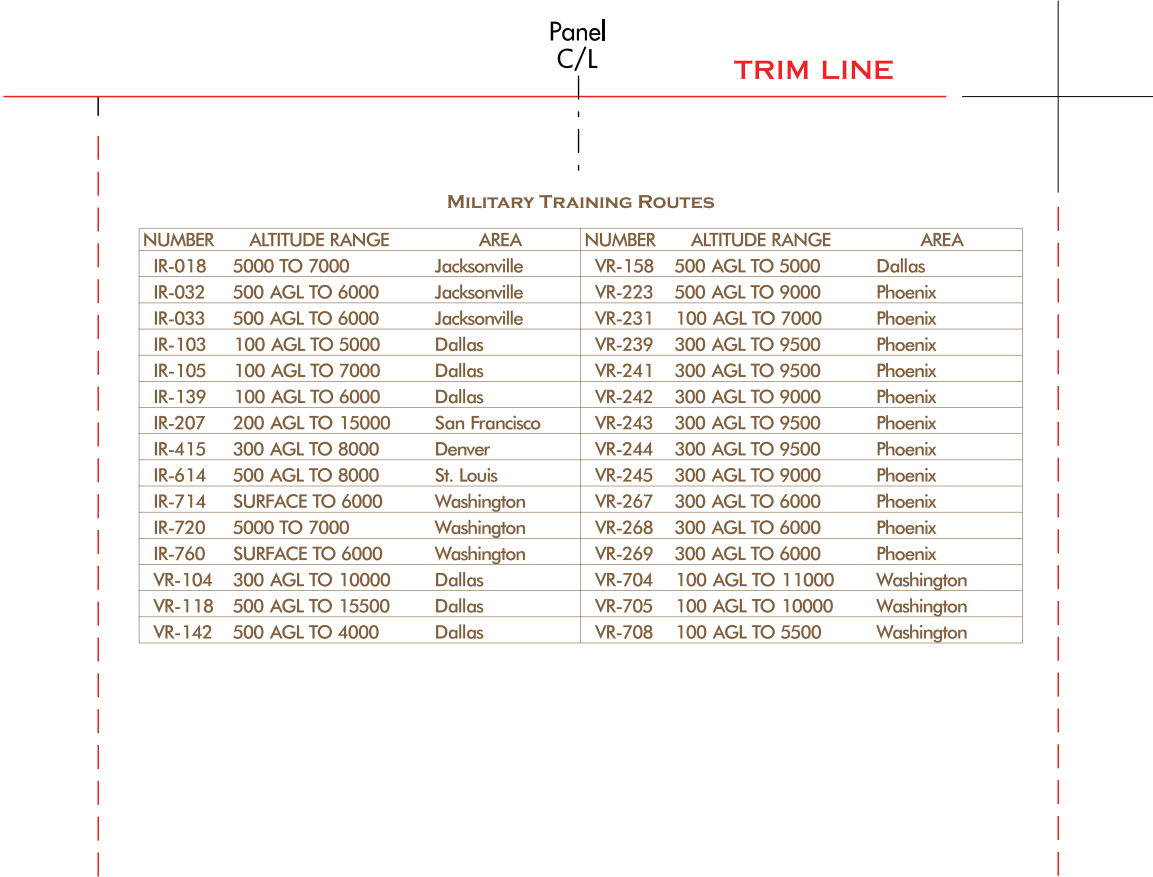 Panel
C/L
TRIM LINE
MILITARY TRAINING ROUTES
NUMBER ALTITUDE RANGE AREA NUMBER ALTITUDE RANGE AREA
IR-018 5000 TO 7000 Jacksonville VR-158 500 AGL TO 5000 Dallas
IR-032 500 AGL TO 6000 Jacksonville VR-223 500 AGL TO 9000 Phoenix
IR-033 500 AGL TO 6000 Jacksonville VR-231 100 AGL TO 7000 Phoenix
IR-103 100 AGL TO 5000 Dallas VR-239 300 AGL TO 9500 Phoenix
IR-105 100 AGL TO 7000 Dallas VR-241 300 AGL TO 9500 Phoenix
IR-139 100 AGL TO 6000 Dallas VR-242 300 AGL TO 9000 Phoenix
IR-207 200 AGL TO 15000 San Francisco VR-243 300 AGL TO 9500 Phoenix
IR-415 300 AGL TO 8000 Denver VR-244 300 AGL TO 9500 Phoenix
IR-614 500 AGL TO 8000 St. Louis VR-245 300 AGL TO 9000 Phoenix
IR-714 SURFACE TO 6000 Washington VR-267 300 AGL TO 6000 Phoenix
IR-720 5000 TO 7000 Washington VR-268 300 AGL TO 6000 Phoenix
IR-760 SURFACE TO 6000 Washington VR-269 300 AGL TO 6000 Phoenix
VR-104 300 AGL TO 10000 Dallas VR-704 100 AGL TO 11000 Washington
VR-118 500 AGL TO 15500 Dallas VR-705 100 AGL TO 10000 Washington
VR-142 500 AGL TO 4000 Dallas VR-708 100 AGL TO 5500 Washington